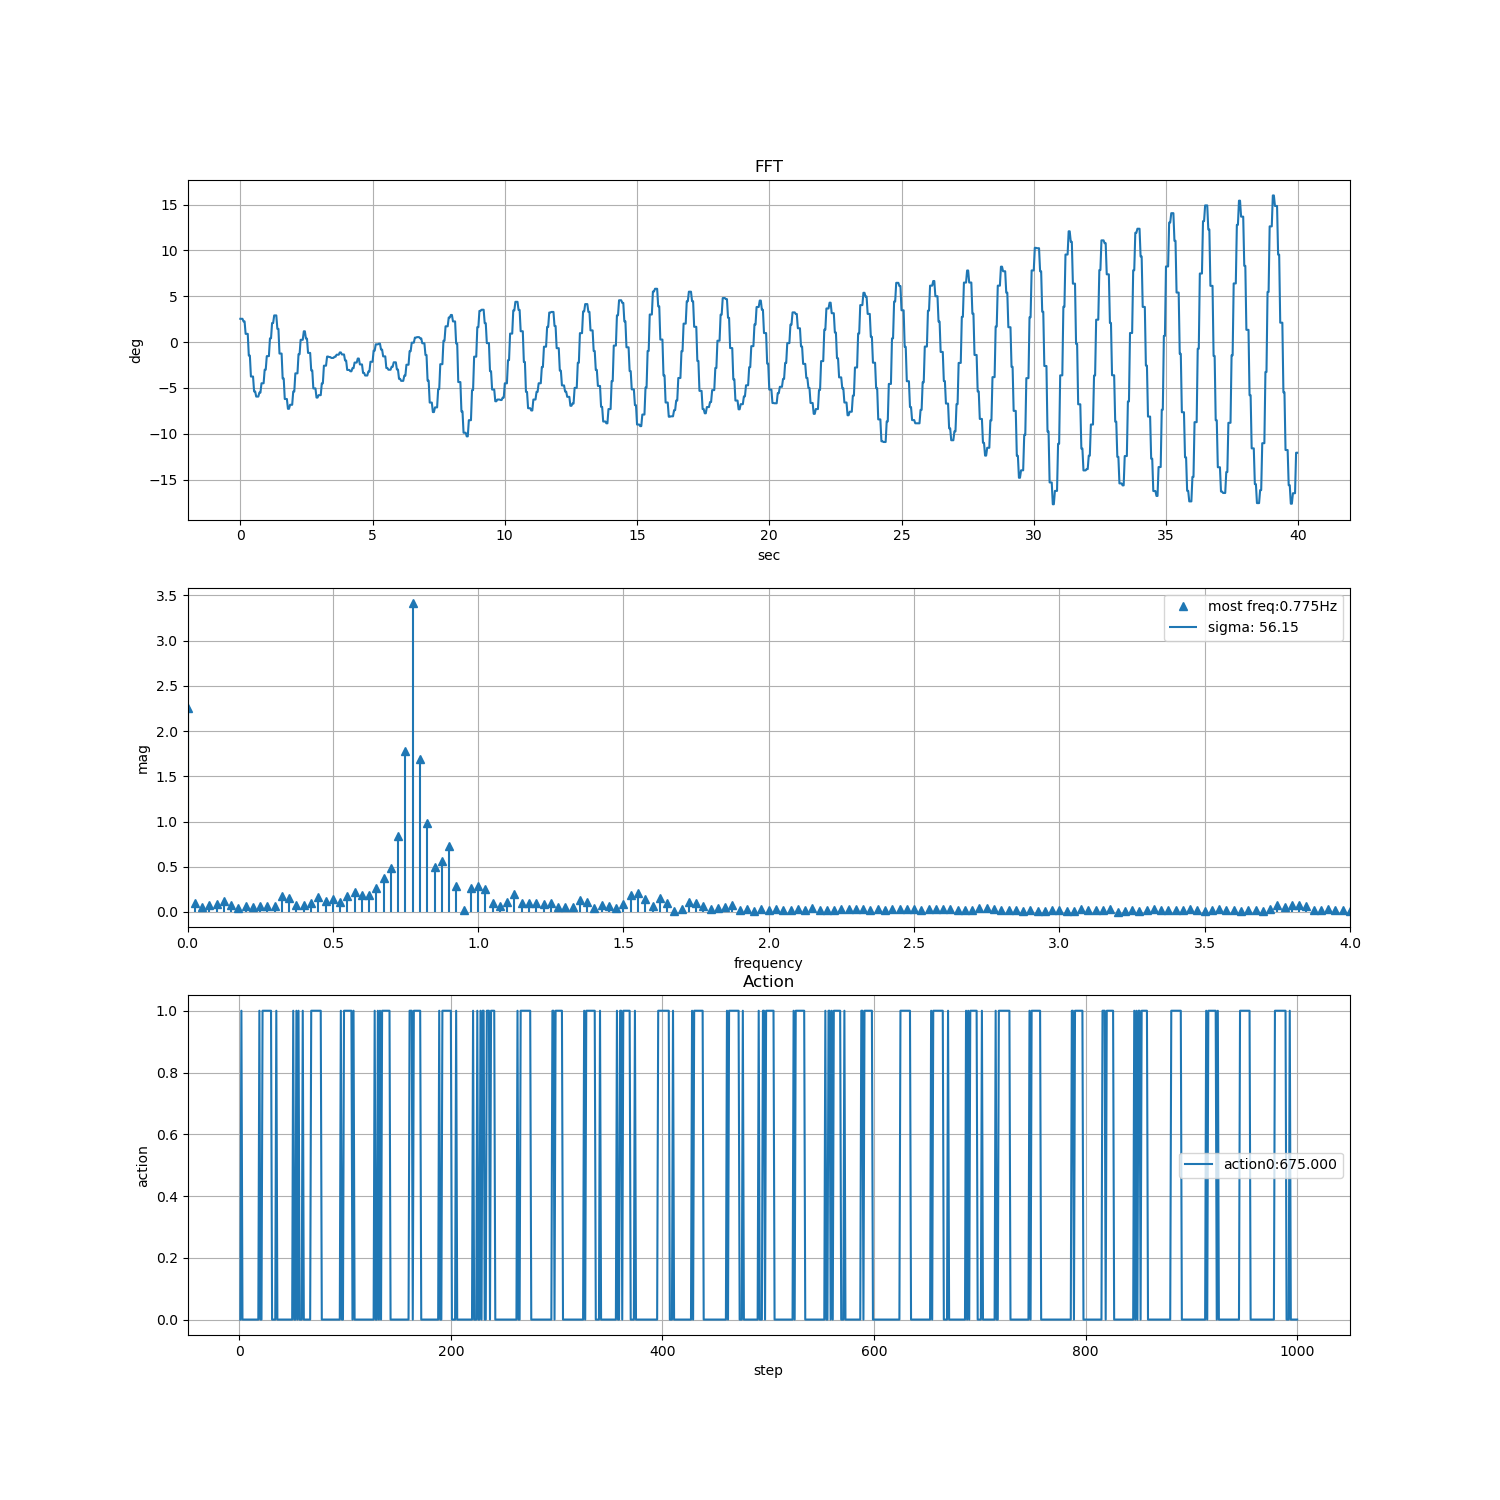 FFT
15
10
5
0
−5
−10
−15
deg
0 5 10 15 20 25 30 35 40
sec
3.5
3.0
2.5
2.0
1.5
1.0
0.5
0.0
mag
most freq:0.775Hz
sigma: 56.15
0.0 0.5 1.0 1.5 2.0 2.5 3.0 3.5 4.0
frequency
Action
1.0
0.8
0.6
0.4
0.2
0.0
action
action0:675.000
0 200 400 600 800 1000
step